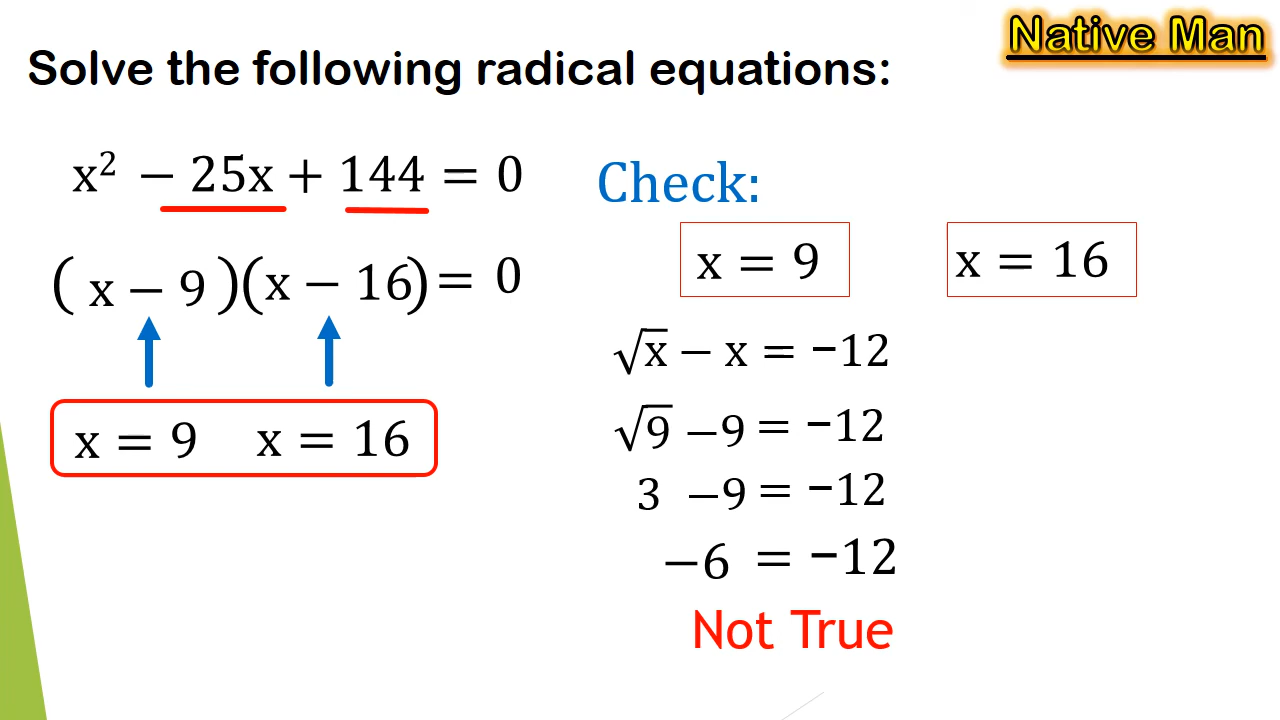 Native Man
Solve the following radical equations:
x² − 25x + 144 = 0
( x − 9 )(x − 16) = 0
x = 9 x = 16
Check:
x = 9 x = 16
√x − x = −12
√9 −9 = −12
3 −9 = −12
−6 = −12
Not True